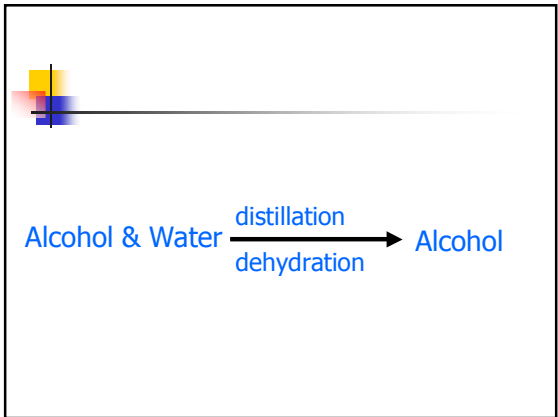 distillation
Alcohol & Water
Alcohol
dehydration